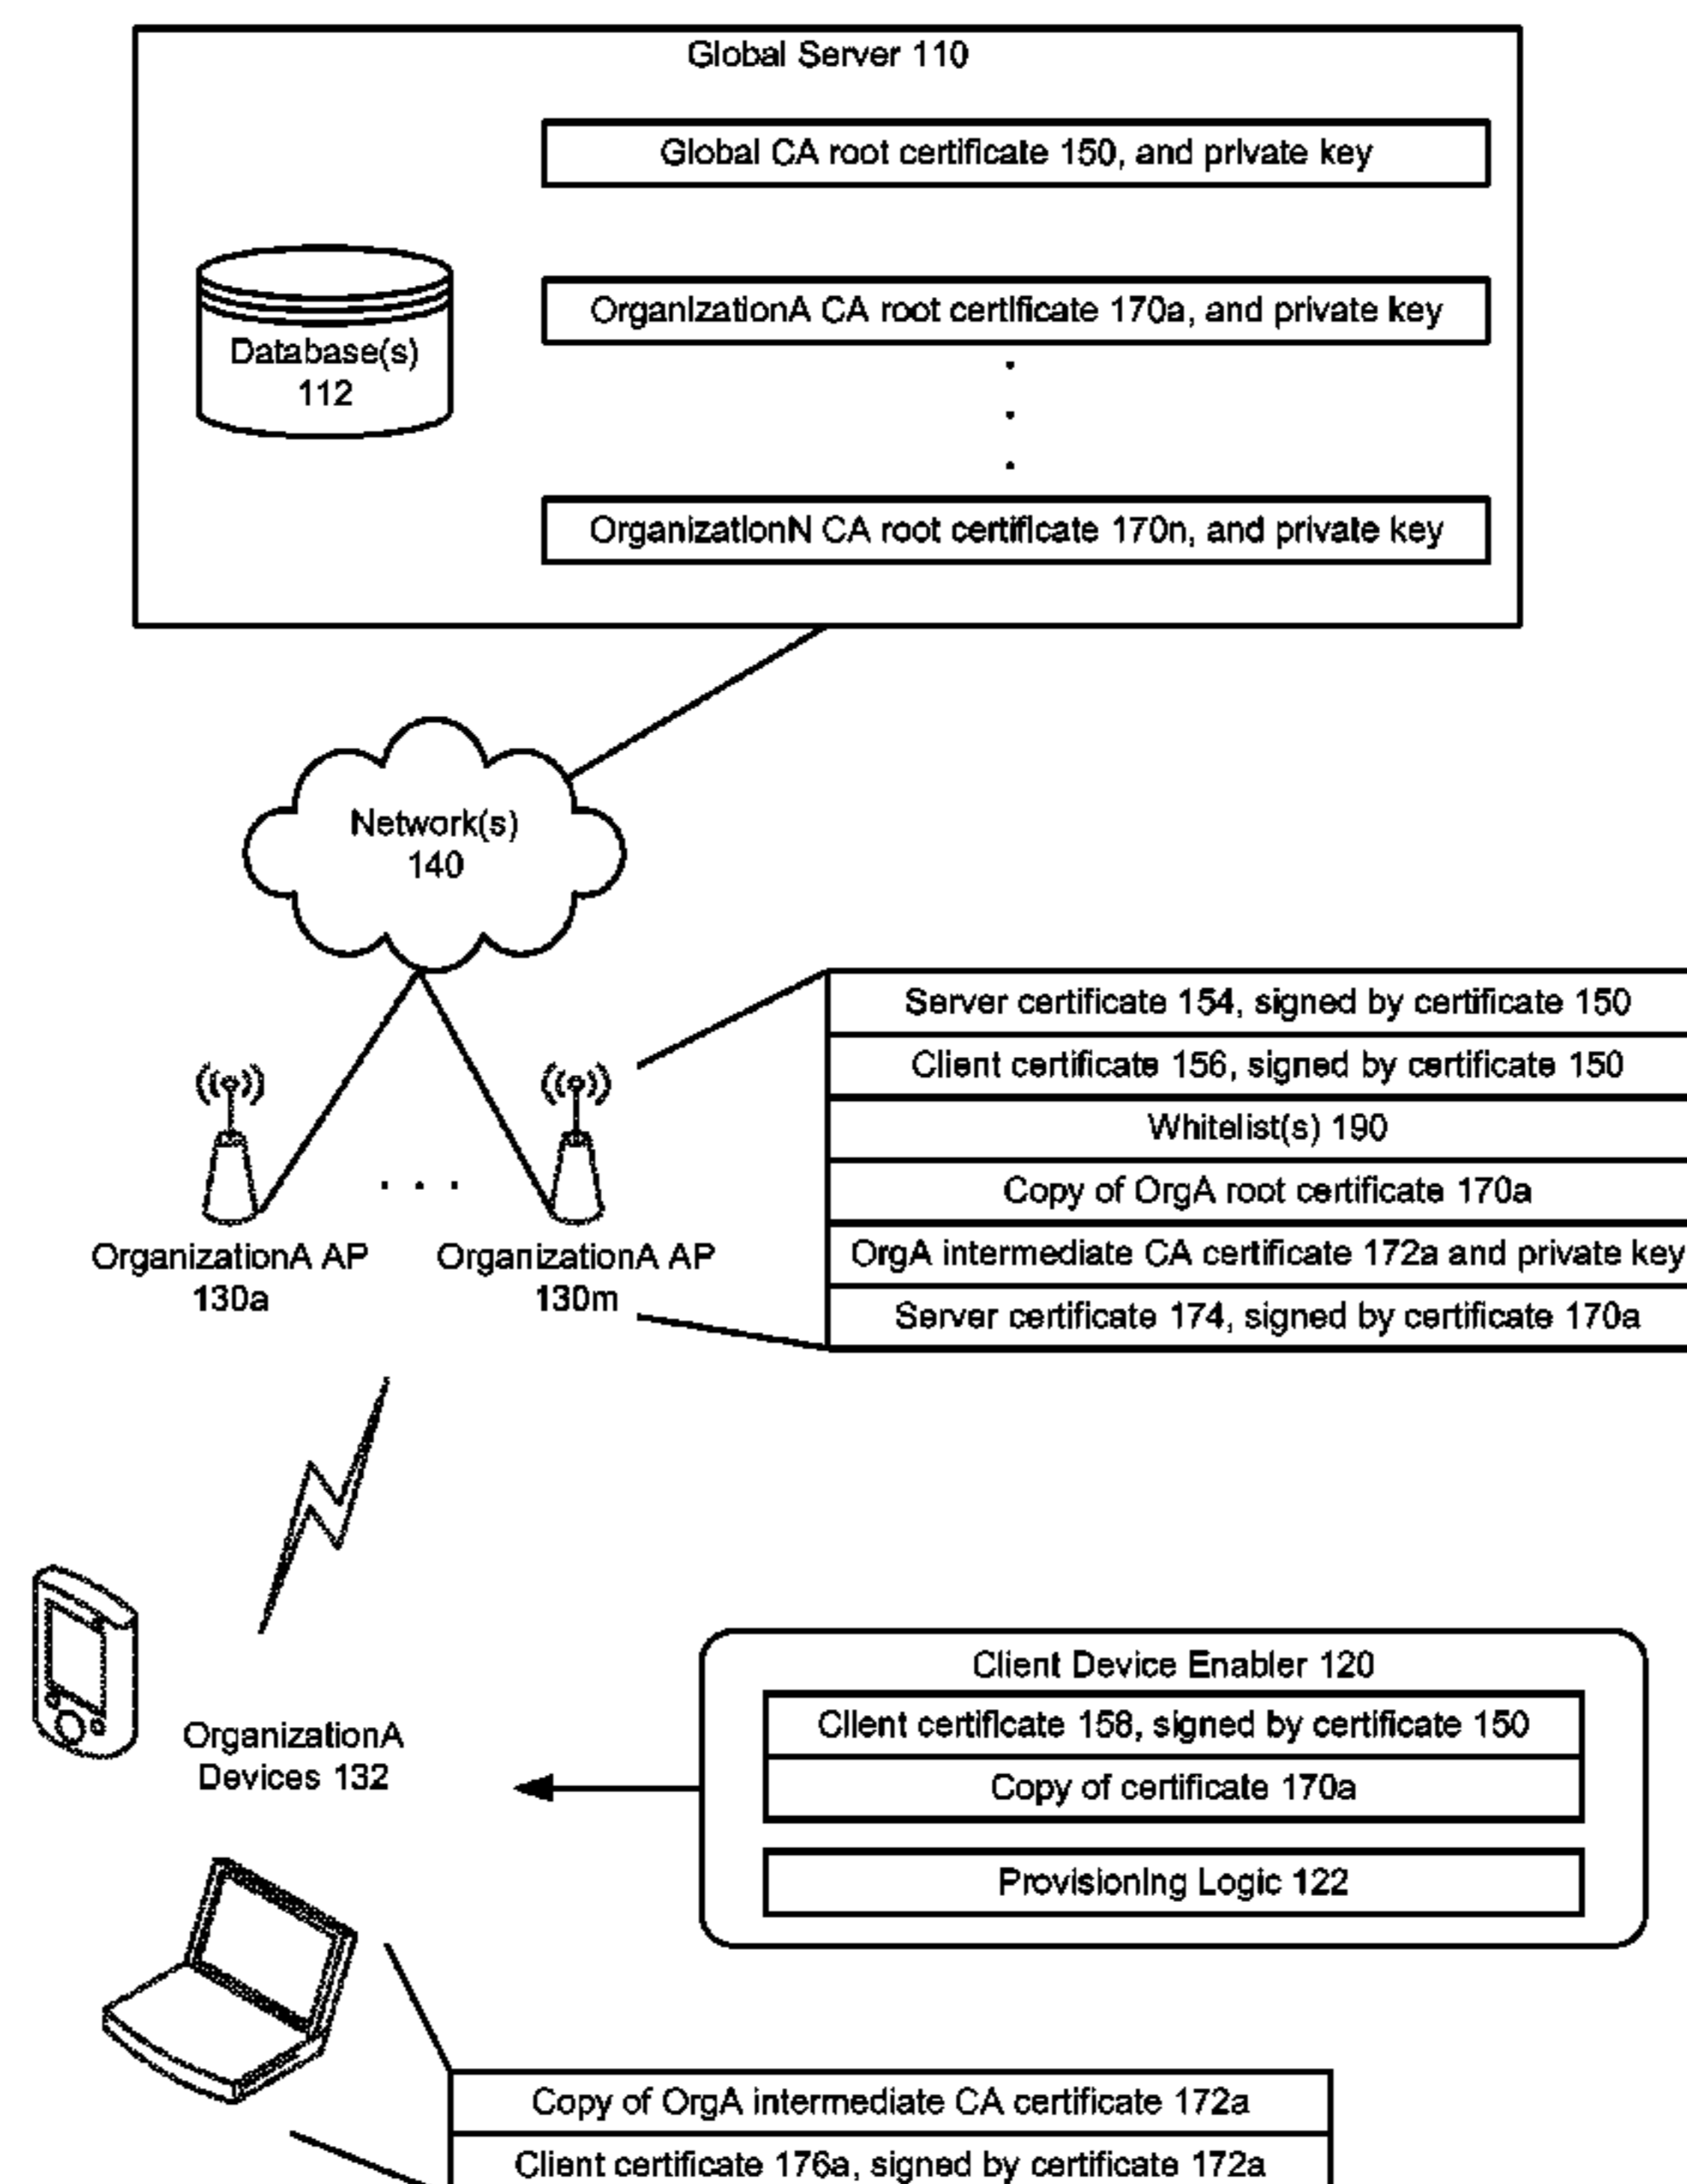 Global Server 110
Global CA root certificate 150, and private key
OrganizationA CA root certificate 170a, and private key
Database(s)
112
OrganizationN CA root certificate 170n, and private key
Network(s)
140
Server certificate 154, signed by certificate 150
Client certificate 156, signed by certificate 150
Whitelist(s) 190
Copy of OrgA root certificate 170a
OrgA intermediate CA certificate 172a and private key
Server certificate 174, signed by certificate 170a
OrganizationA AP
130a
OrganizationA AP
130m
Client Device Enabler 120
Client certificate 158, signed by certificate 150
Copy of certificate 170a
Provisioning Logic 122
OrganizationA
Devices 132
Copy of OrgA intermediate CA certificate 172a
Client certificate 176a, signed by certificate 172a